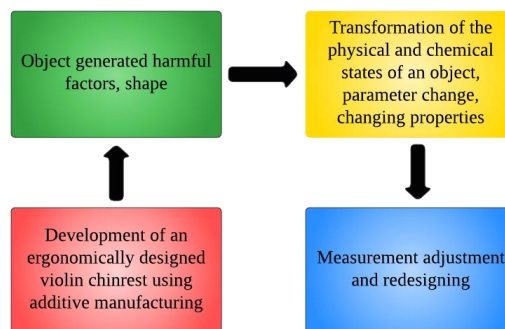 Object generated harmful
factors, shape
Transformation of the
physical and chemical
states of an object,
parameter change,
changing properties
Development of an
ergonomically designed
violin chinrest using
additive manufacturing
Measurement adjustment
and redesigning